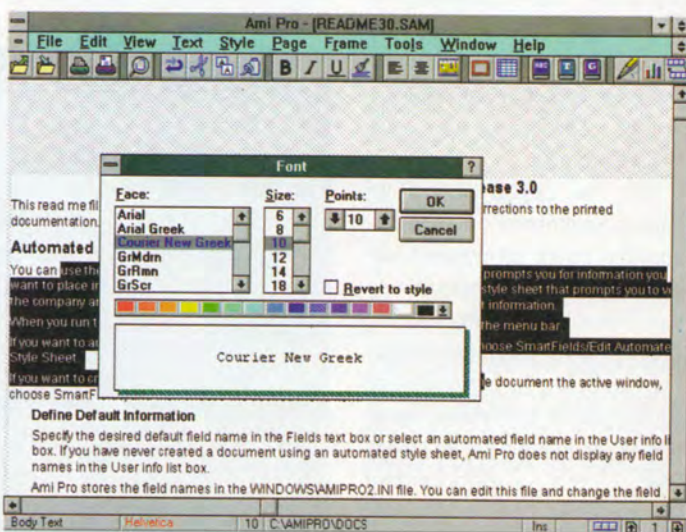 Ami Pro - [README30.SAM]
File Edit View Text Style Page Frame Tools Window Help
B I U
ase 3.0
This read me fil
rrections to the printed
documentation.
Automated
You can use the
prompts you for information you
want to place in
style sheet that prompts you to
the company a
information.
When you run t
the menu bar.
If you want to a
oose SmartFields/Edit Automate
Style Sheet.
If you want to cr
e document the active window,
choose SmartF
Font
?
Face: Size: Points:
Arial
Arial Greek
Courier New Greek
GrMdrn
GrRmn
GrScr
6
8
10
12
14
18
10
OK
Cancel
Revert to style
Courier New Greek
Define Default Information
Specify the desired default field name in the Fields text box or select an automated field name in the User info li
box. If you have never created a document using an automated style sheet, Ami Pro does not display any field
names in the User info list box.
Ami Pro stores the field names in the WINDOWS\AMIPRO2.INI file. You can edit this file and change the field
Body Text Helvetica 10 C:\AMIPRO\DOCS Ins